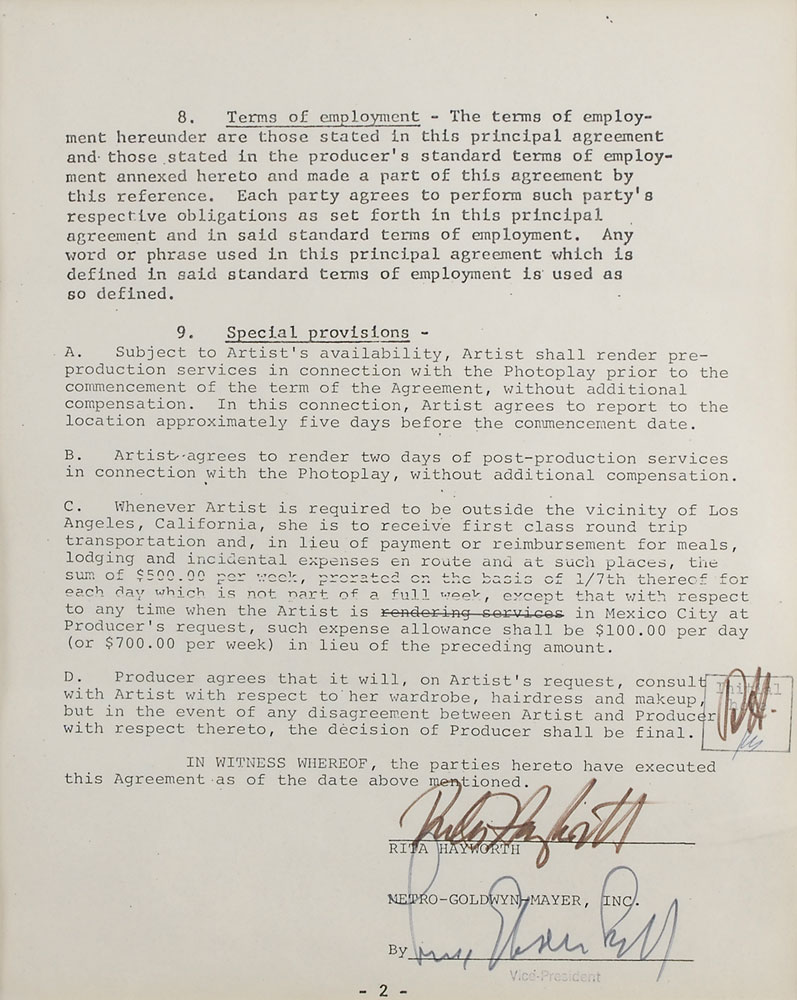 8. Terms of employment - The terms of employ-
ment hereunder are those stated in this principal agreement
and those stated in the producer's standard terms of employ-
ment annexed hereto and made a part of this agreement by
this reference. Each party agrees to perform such party's
respective obligations as set forth in this principal
agreement and in said standard terms of employment. Any
word or phrase used in this principal agreement which is
defined in said standard terms of employment is used as
so defined.
9. Special provisions -
A. Subject to Artist's availability, Artist shall render pre-
production services in connection with the Photoplay prior to the
commencement of the term of the Agreement, without additional
compensation. In this connection, Artist agrees to report to the
location approximately five days before the commencement date.
B. Artist agrees to render two days of post-production services
in connection with the Photoplay, without additional compensation.
C. Whenever Artist is required to be outside the vicinity of Los
Angeles, California, she is to receive first class round trip
transportation and, in lieu of payment or reimbursement for meals,
lodging and incidental expenses en route and at such places, the
sum of $500.00 per week, prorated on the basis of 1/7th thereof for
each day which is not part of a full week, except that with respect
to any time when the Artist is rendering services in Mexico City at
Producer's request, such expense allowance shall be $100.00 per day
(or $700.00 per week) in lieu of the preceding amount.
D. Producer agrees that it will, on Artist's request, consult
with Artist with respect to her wardrobe, hairdress and makeup,
but in the event of any disagreement between Artist and Producer
with respect thereto, the decision of Producer shall be final.
RH
IN WITNESS WHEREOF, the parties hereto have executed
this Agreement as of the date above mentioned.
Rita Hayworth
RITA HAYWORTH
METRO-GOLDWYN-MAYER, INC.
By
Vice-President
- 2 -